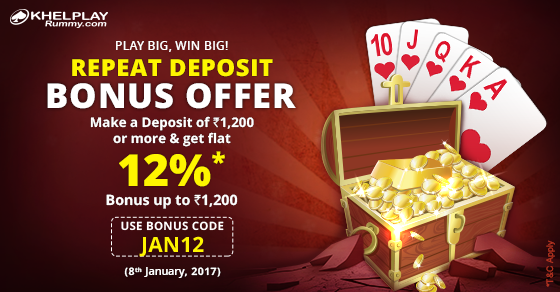 KHELPLAY
Rummy.com
PLAY BIG, WIN BIG!
REPEAT DEPOSIT
BONUS OFFER
Make a Deposit of ₹1,200
or more & get flat
12%*
Bonus up to ₹1,200
USE BONUS CODE
JAN12
(8th January, 2017)
10 J Q K A
*T&C Apply